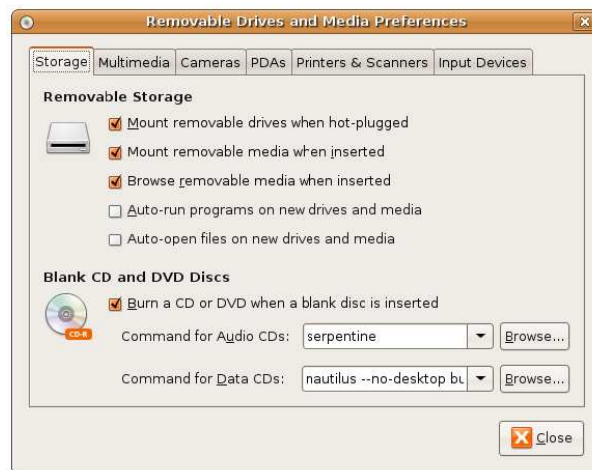 Removable Drives and Media Preferences
Storage Multimedia Cameras PDAs Printers & Scanners Input Devices
Removable Storage
Mount removable drives when hot-plugged
Mount removable media when inserted
Browse removable media when inserted
Auto-run programs on new drives and media
Auto-open files on new drives and media
Blank CD and DVD Discs
Burn a CD or DVD when a blank disc is inserted
CD-R
Command for Audio CDs: serpentine Browse...
Command for Data CDs: nautilus --no-desktop bu Browse...
Close